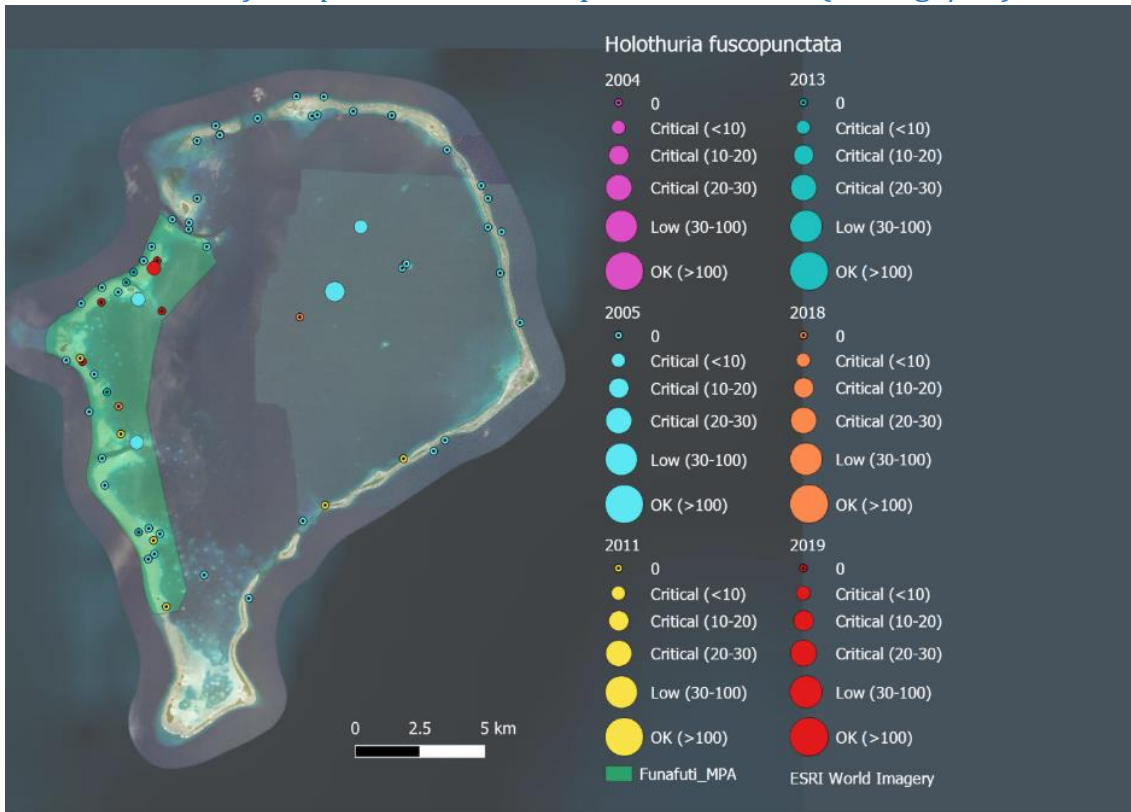 Holothuria fuscopunctata
2004
0
Critical (<10)
Critical (10-20)
Critical (20-30)
Low (30-100)
OK (>100)
2005
0
Critical (<10)
Critical (10-20)
Critical (20-30)
Low (30-100)
OK (>100)
2011
0
Critical (<10)
Critical (10-20)
Critical (20-30)
Low (30-100)
OK (>100)
Funafuti_MPA
2013
0
Critical (<10)
Critical (10-20)
Critical (20-30)
Low (30-100)
OK (>100)
2018
0
Critical (<10)
Critical (10-20)
Critical (20-30)
Low (30-100)
OK (>100)
2019
0
Critical (<10)
Critical (10-20)
Critical (20-30)
Low (30-100)
OK (>100)
ESRI World Imagery
0 2.5 5 km